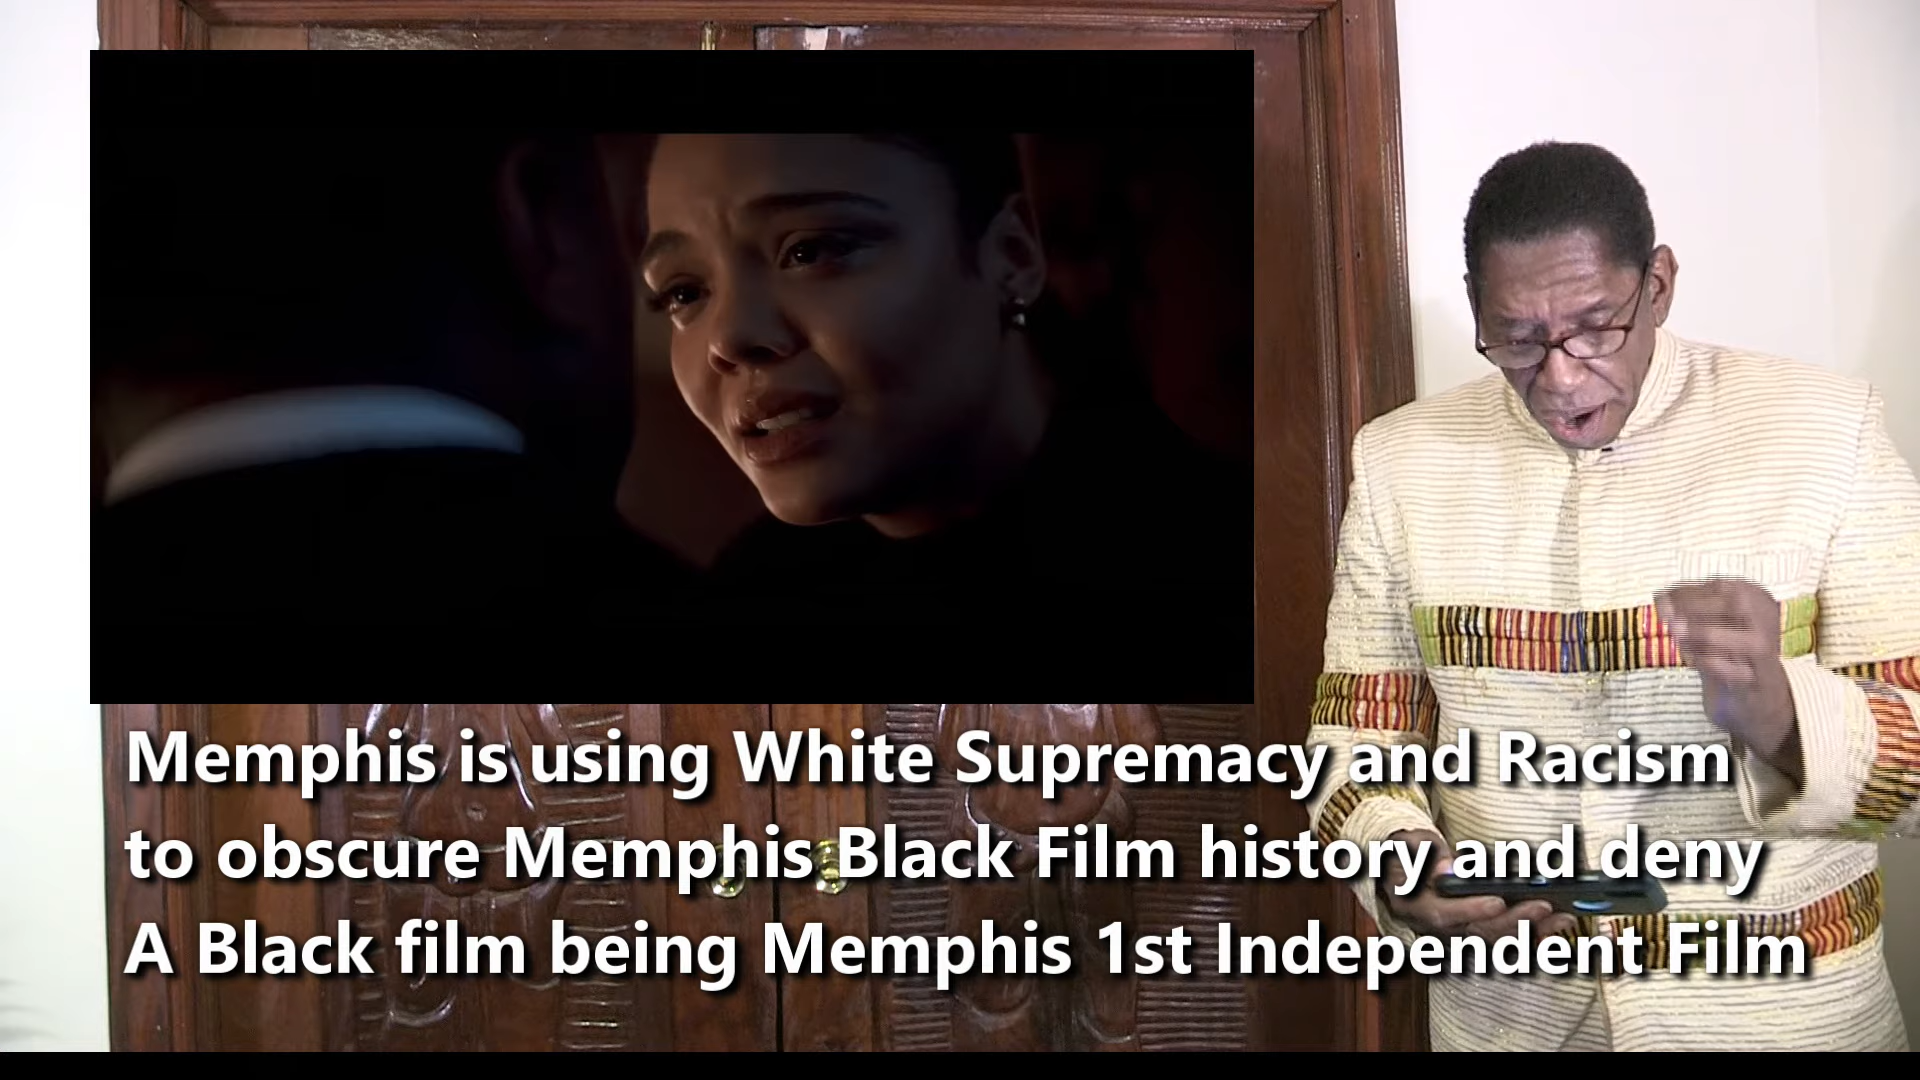 Memphis is using White Supremacy and Racism
to obscure Memphis Black Film history and deny
A Black film being Memphis 1st Independent Film